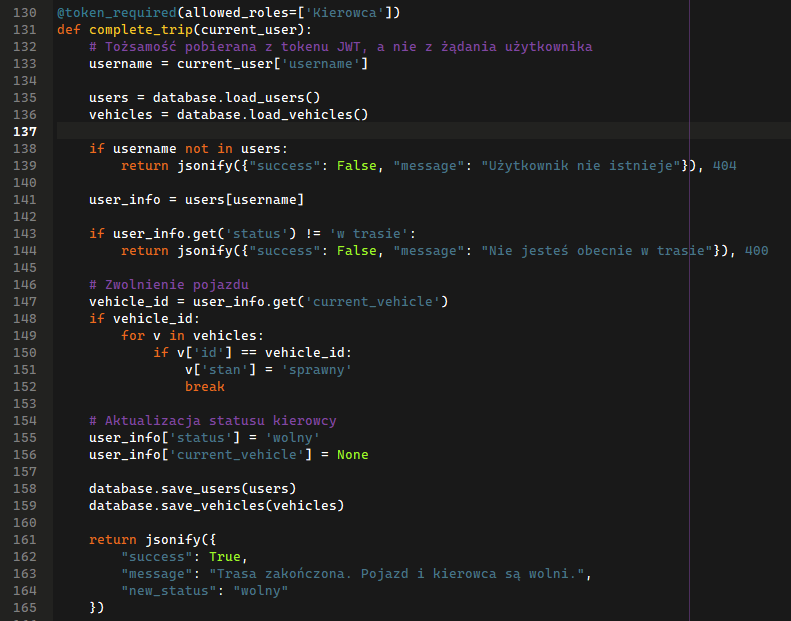 130 @token_required(allowed_roles=['Kierowca'])
131 def complete_trip(current_user):
132     # Tożsamość pobierana z tokenu JWT, a nie z żądania użytkownika
133     username = current_user['username']
134
135     users = database.load_users()
136     vehicles = database.load_vehicles()
137
138     if username not in users:
139         return jsonify({"success": False, "message": "Użytkownik nie istnieje"}), 404
140
141     user_info = users[username]
142
143     if user_info.get('status') != 'w trasie':
144         return jsonify({"success": False, "message": "Nie jesteś obecnie w trasie"}), 400
145
146     # Zwolnienie pojazdu
147     vehicle_id = user_info.get('current_vehicle')
148     if vehicle_id:
149         for v in vehicles:
150             if v['id'] == vehicle_id:
151                 v['stan'] = 'sprawny'
152                 break
153
154     # Aktualizacja statusu kierowcy
155     user_info['status'] = 'wolny'
156     user_info['current_vehicle'] = None
157
158     database.save_users(users)
159     database.save_vehicles(vehicles)
160
161     return jsonify({
162         "success": True,
163         "message": "Trasa zakończona. Pojazd i kierowca są wolni.",
164         "new_status": "wolny"
165     })